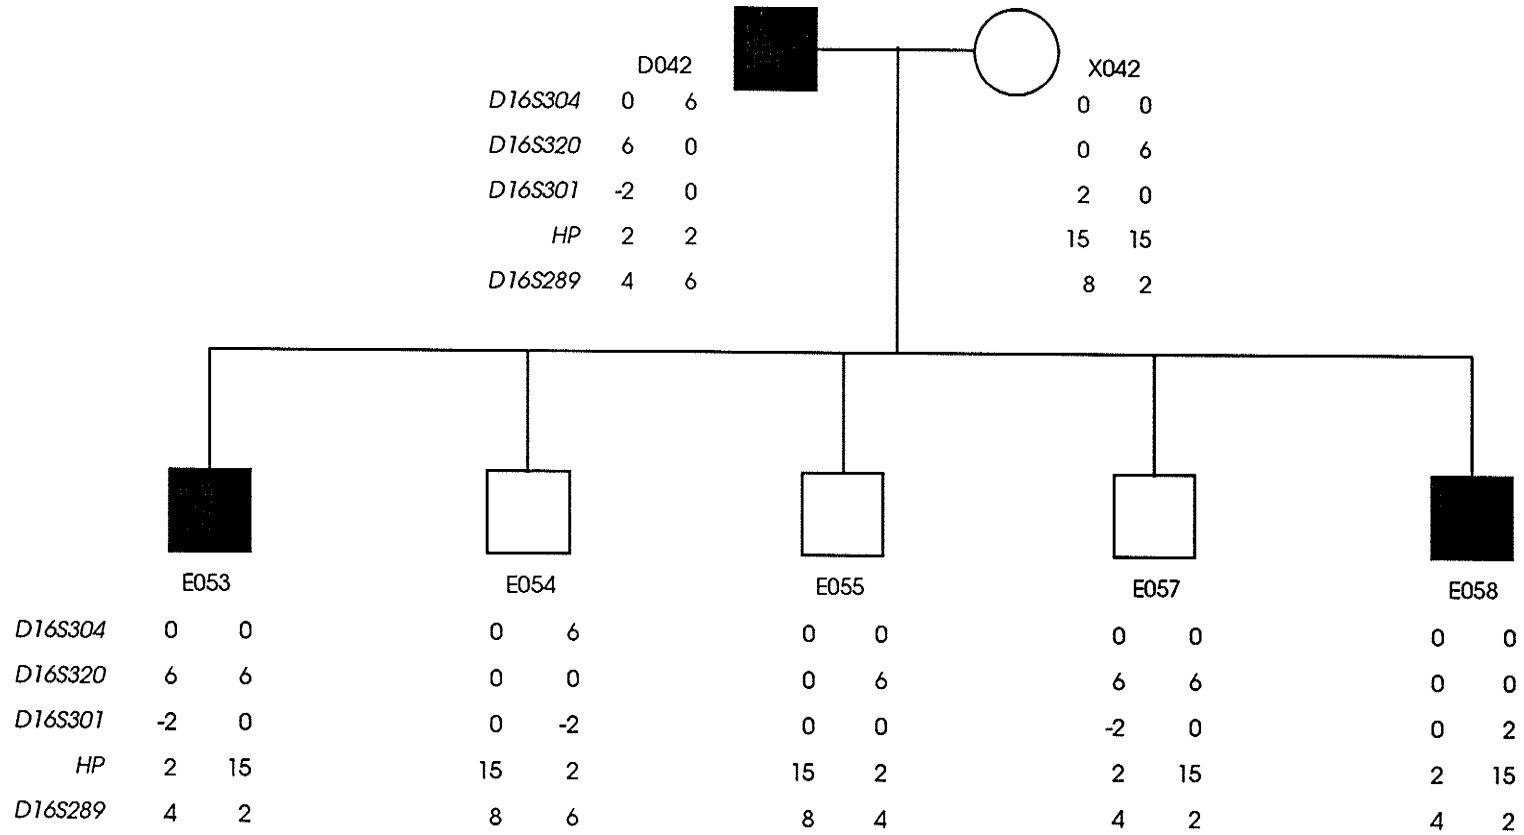 D042 X042
D16S304 0 6 0 0
D16S320 6 0 0 6
D16S301 -2 0 2 0
HP 2 2 15 15
D16S289 4 6 8 2
E053 E054 E055 E057 E058
D16S304 0 0 0 6 0 0 0 0 0 0
D16S320 6 6 0 0 0 6 6 6 0 0
D16S301 -2 0 0 -2 0 0 -2 0 0 2
HP 2 15 15 2 15 2 2 15 2 15
D16S289 4 2 8 6 8 4 4 2 4 2